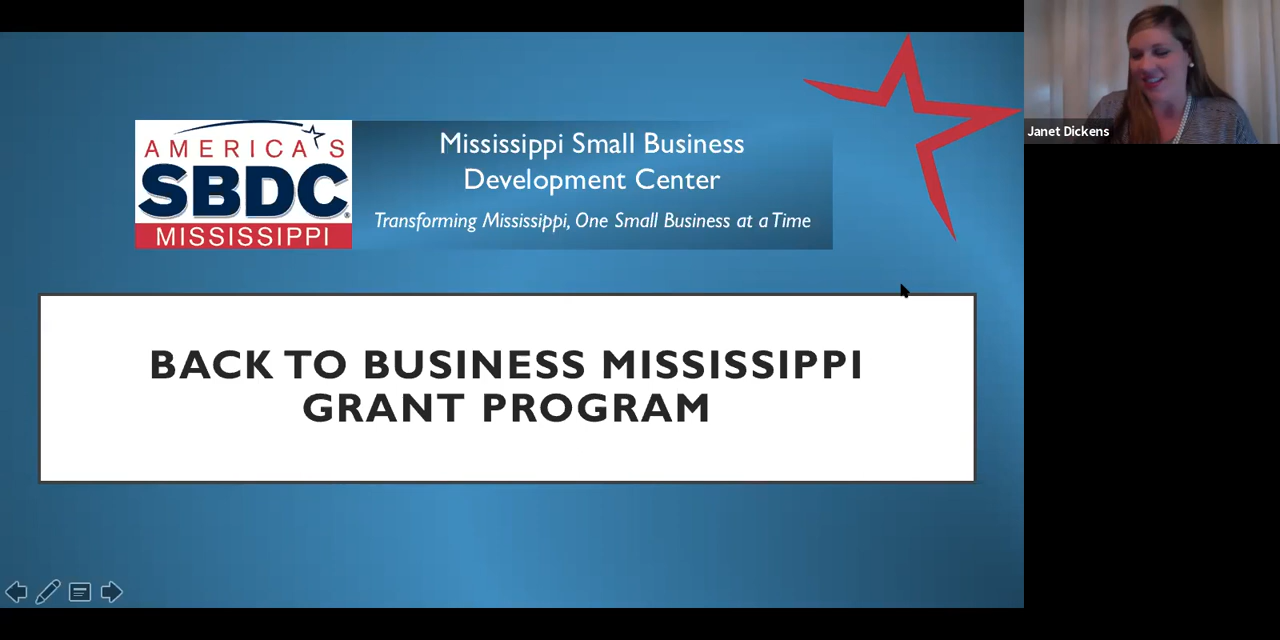 AMERICA'S
SBDC
MISSISSIPPI
Mississippi Small Business
Development Center
Transforming Mississippi, One Small Business at a Time
BACK TO BUSINESS MISSISSIPPI
GRANT PROGRAM
Janet Dickens